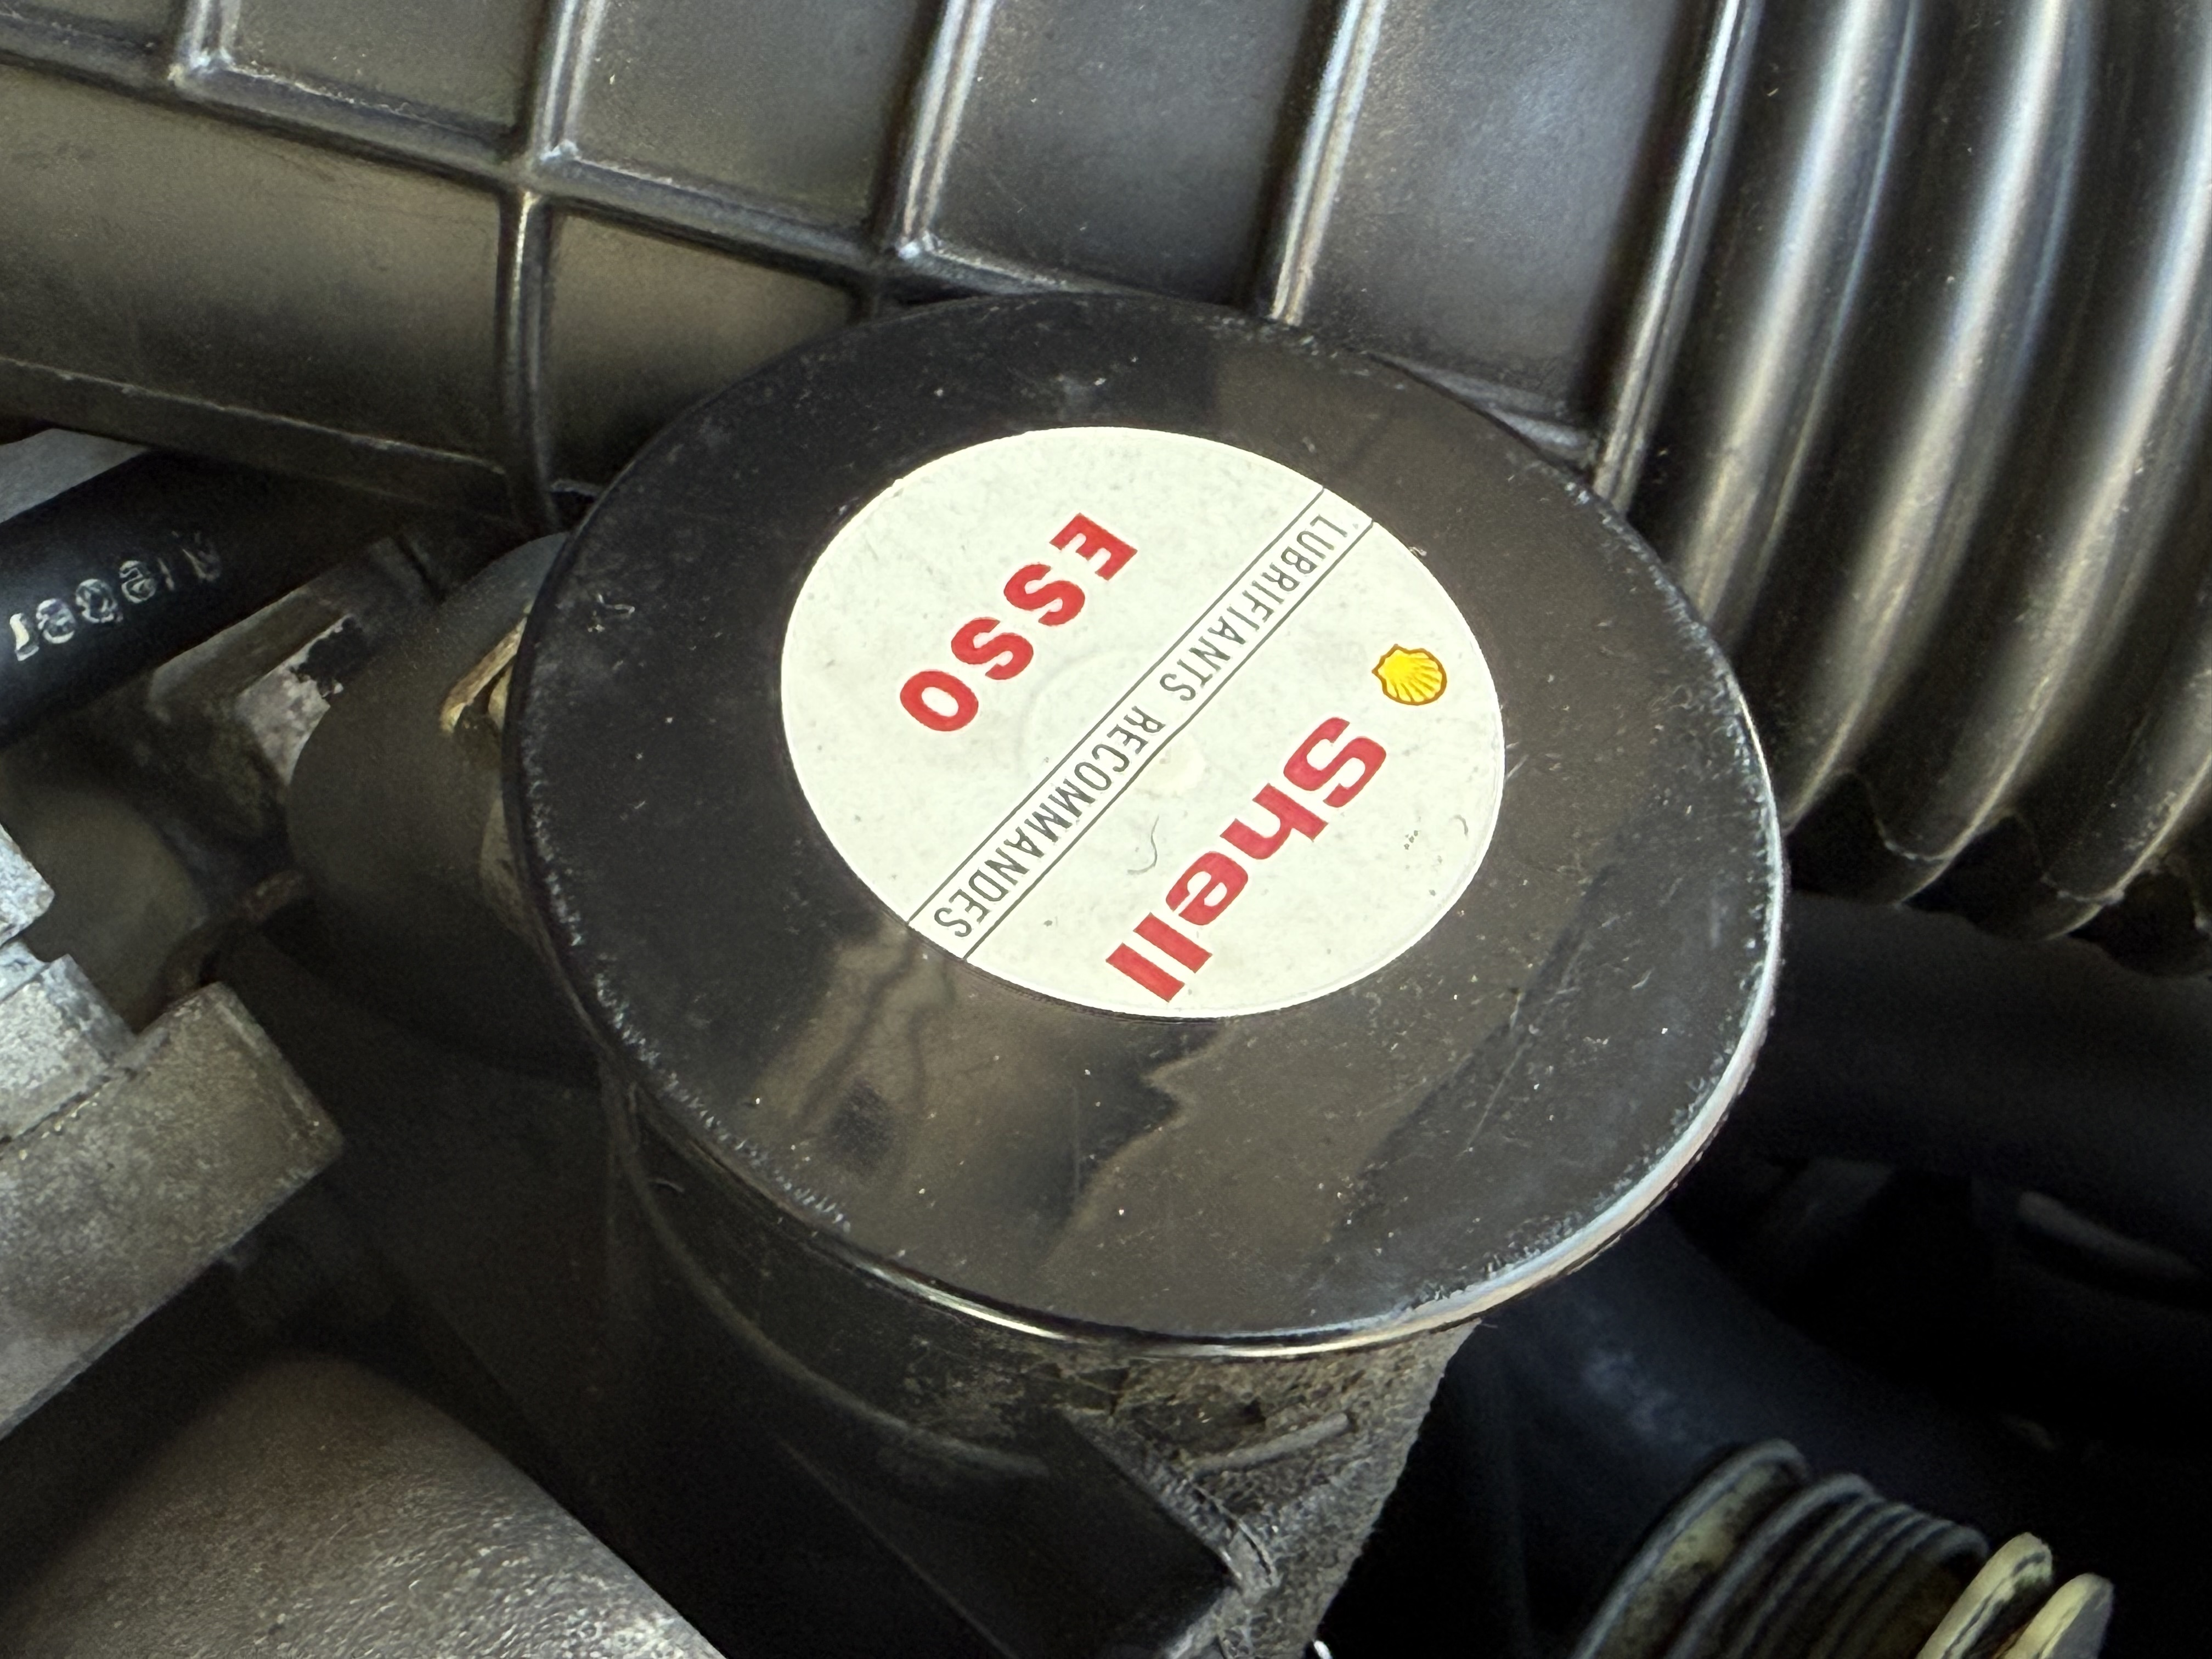 Shell
LUBRIFIANTS RECOMMANDES
ESSO